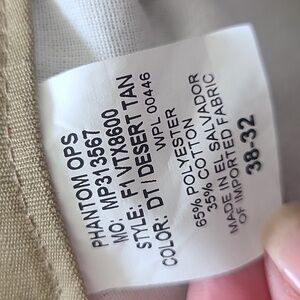 PHANTOM OPS
MP313567
MO: VTX8600
STYLE: F1
COLOR: DT / DESERT TAN
WPL 00446
65% POLYESTER
35% COTTON
MADE IN EL SALVADOR
OF IMPORTED FABRIC
38-32